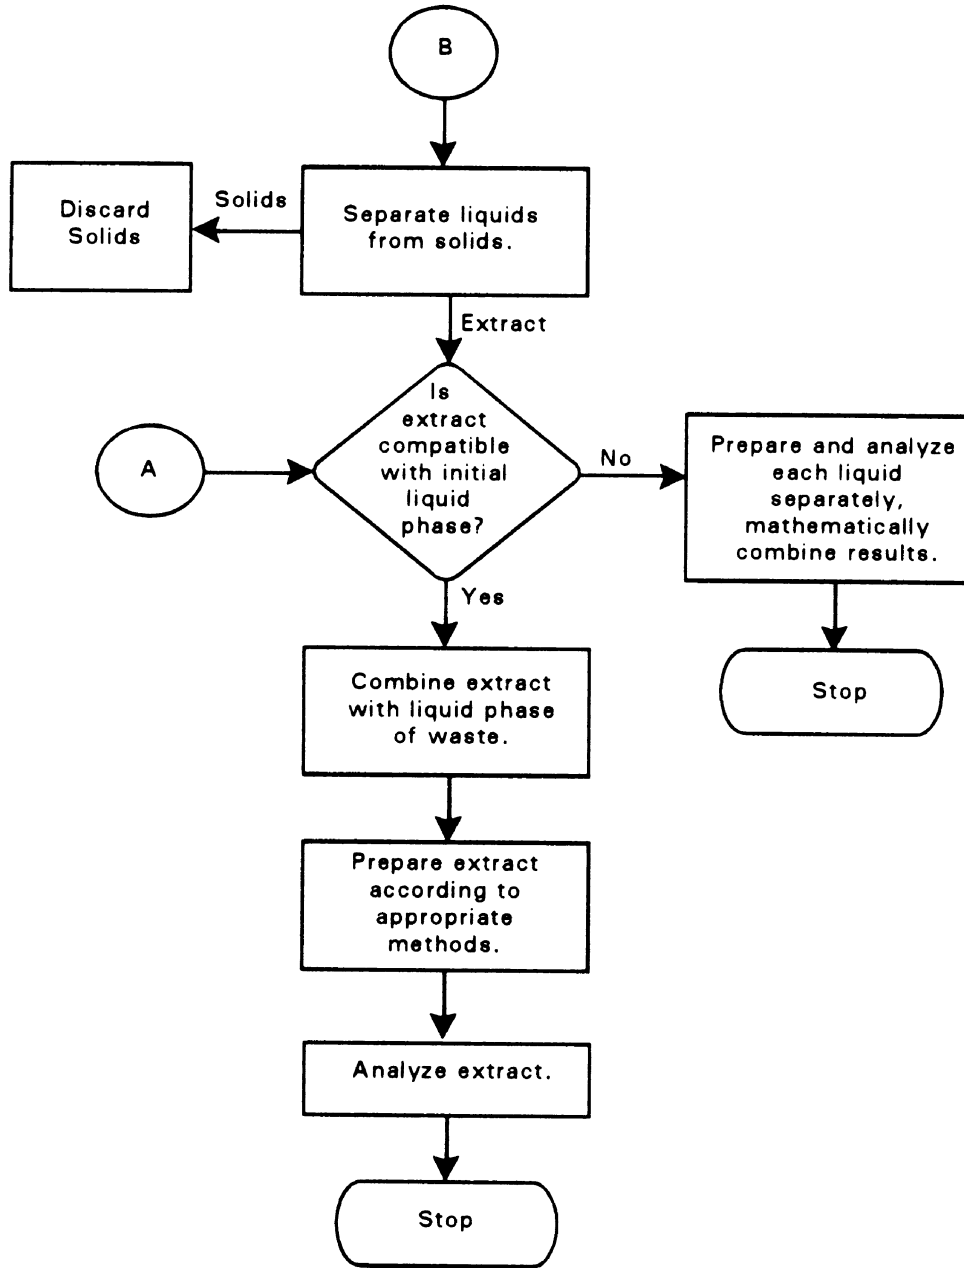 B
Solids
Discard
Solids
Separate liquids
from solids.
Extract
Is
extract
compatible
with initial
liquid
phase?
A
No
Prepare and analyze
each liquid
separately,
mathematically
combine results.
Yes
Stop
Combine extract
with liquid phase
of waste.
Prepare extract
according to
appropriate
methods.
Analyze extract.
Stop